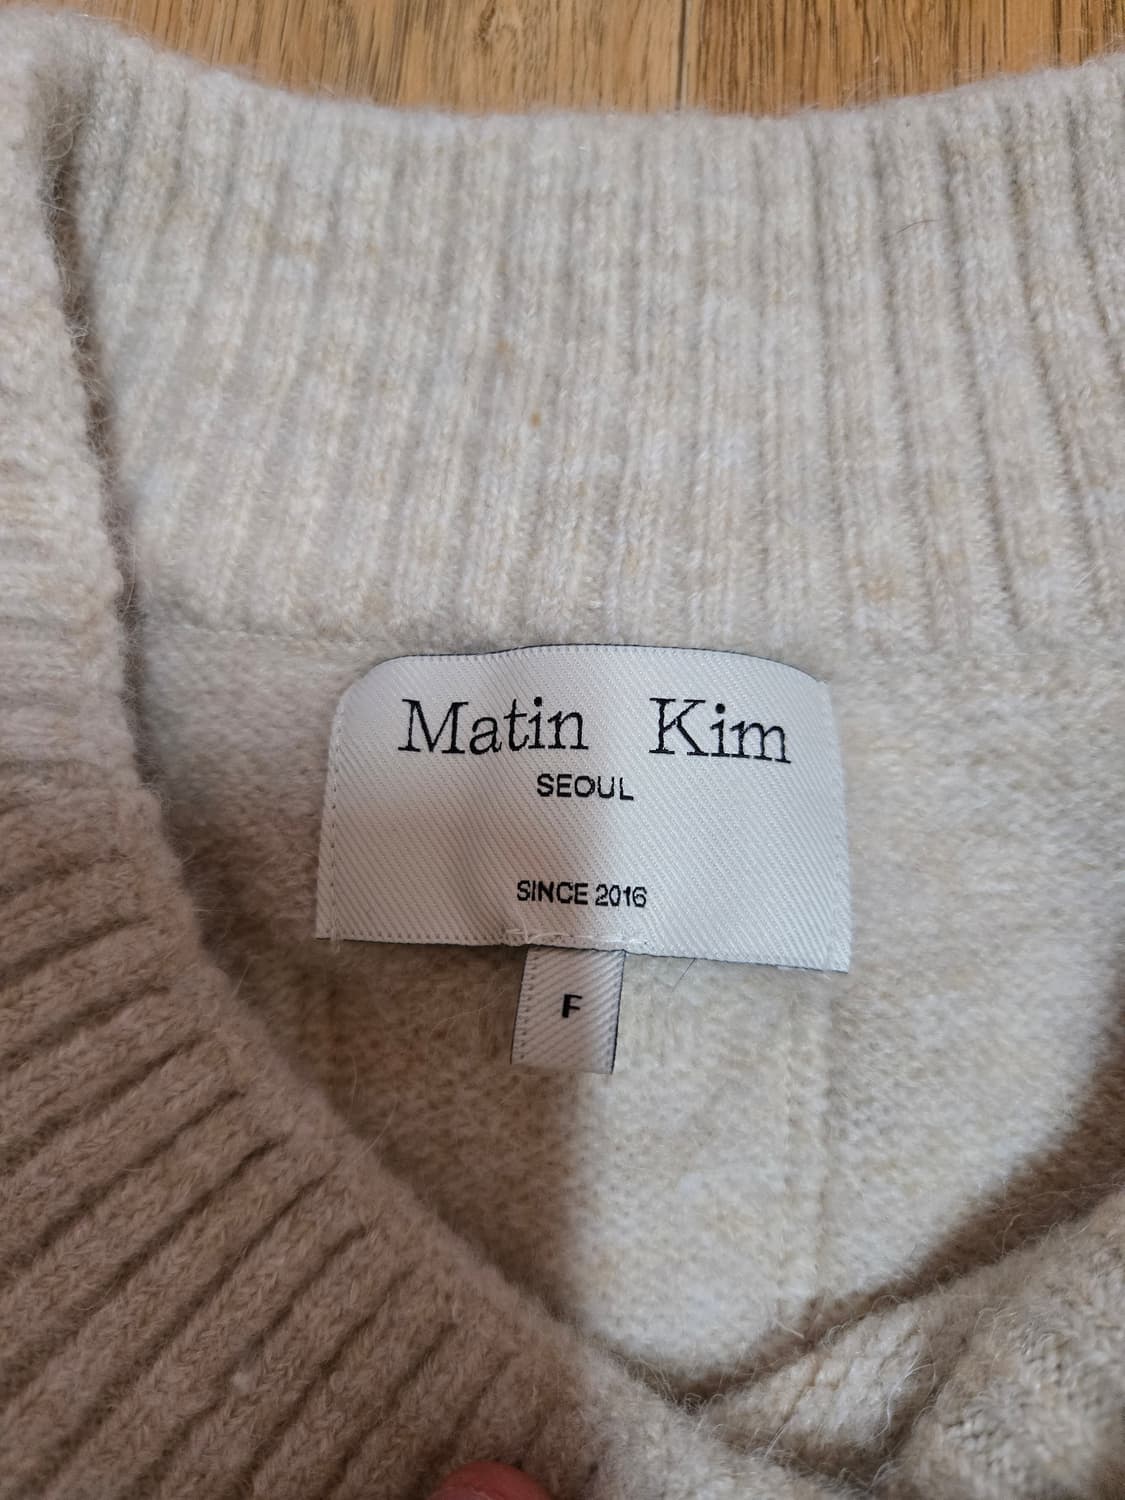 Matin Kim
SEOUL
SINCE 2016
F